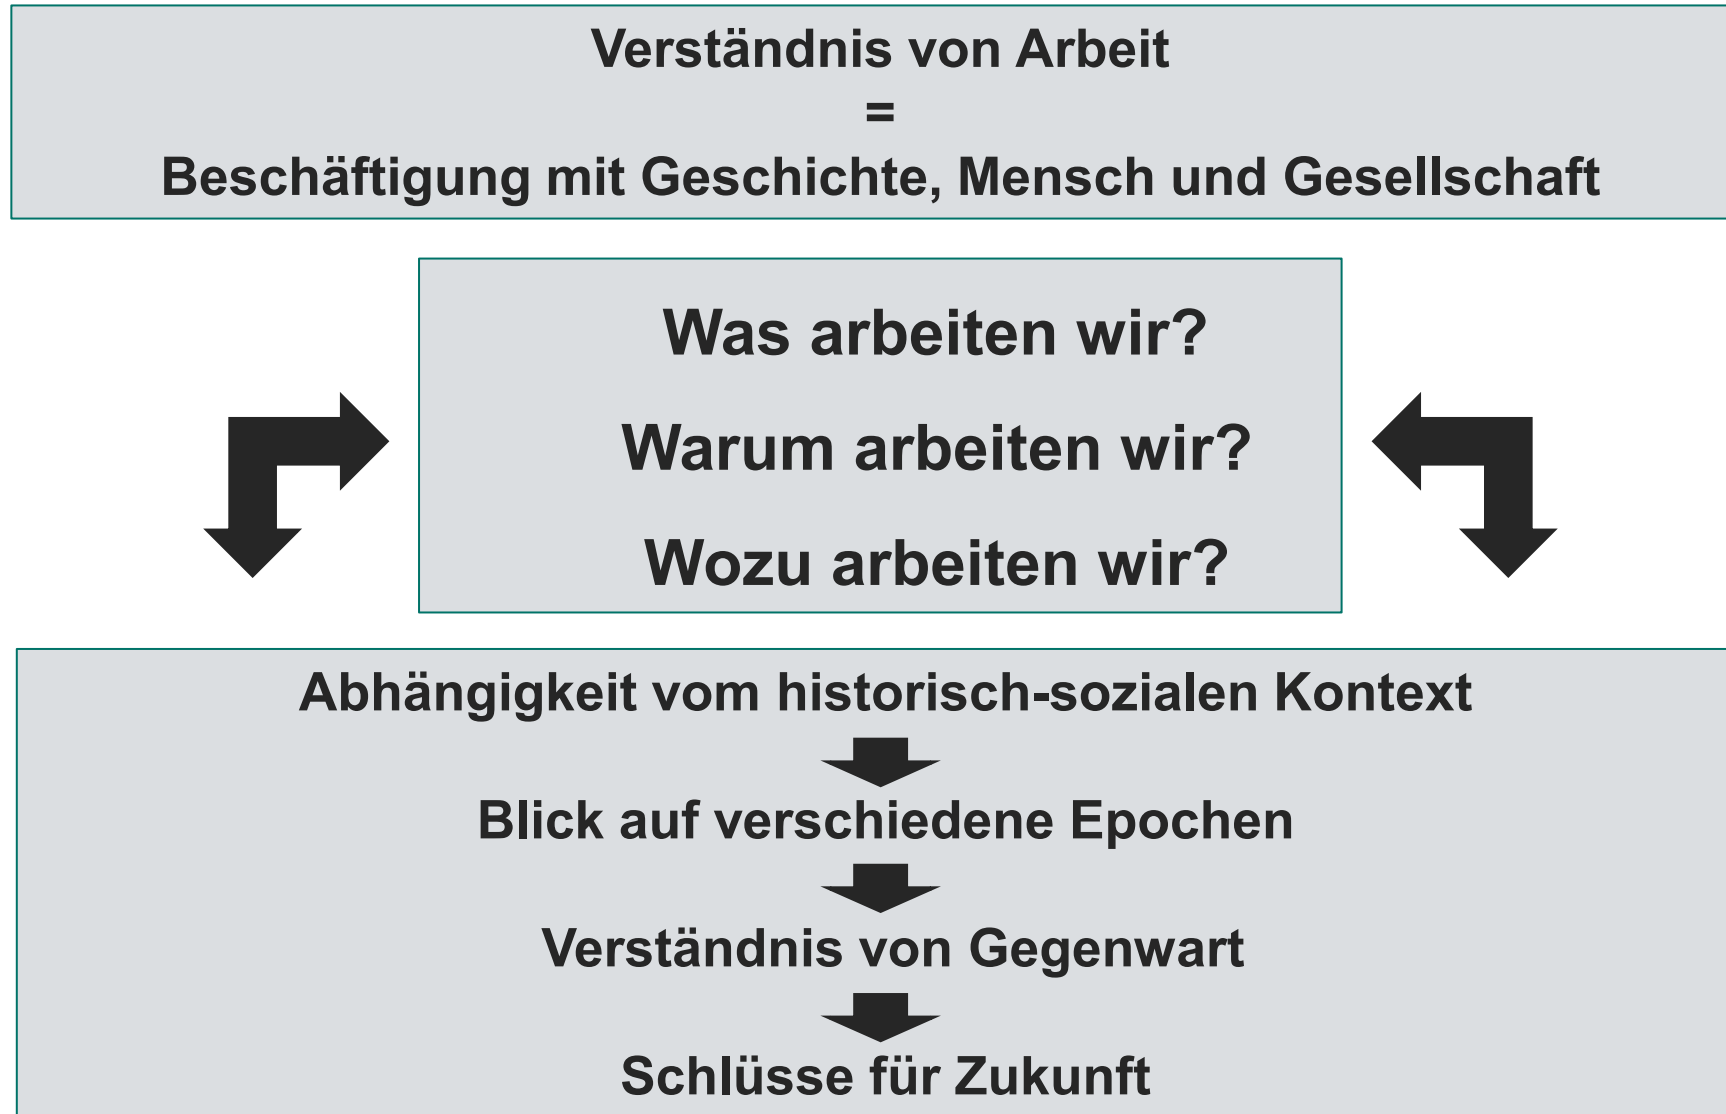 Verständnis von Arbeit
=
Beschäftigung mit Geschichte, Mensch und Gesellschaft
Was arbeiten wir?
Warum arbeiten wir?
Wozu arbeiten wir?
Abhängigkeit vom historisch-sozialen Kontext
Blick auf verschiedene Epochen
Verständnis von Gegenwart
Schlüsse für Zukunft